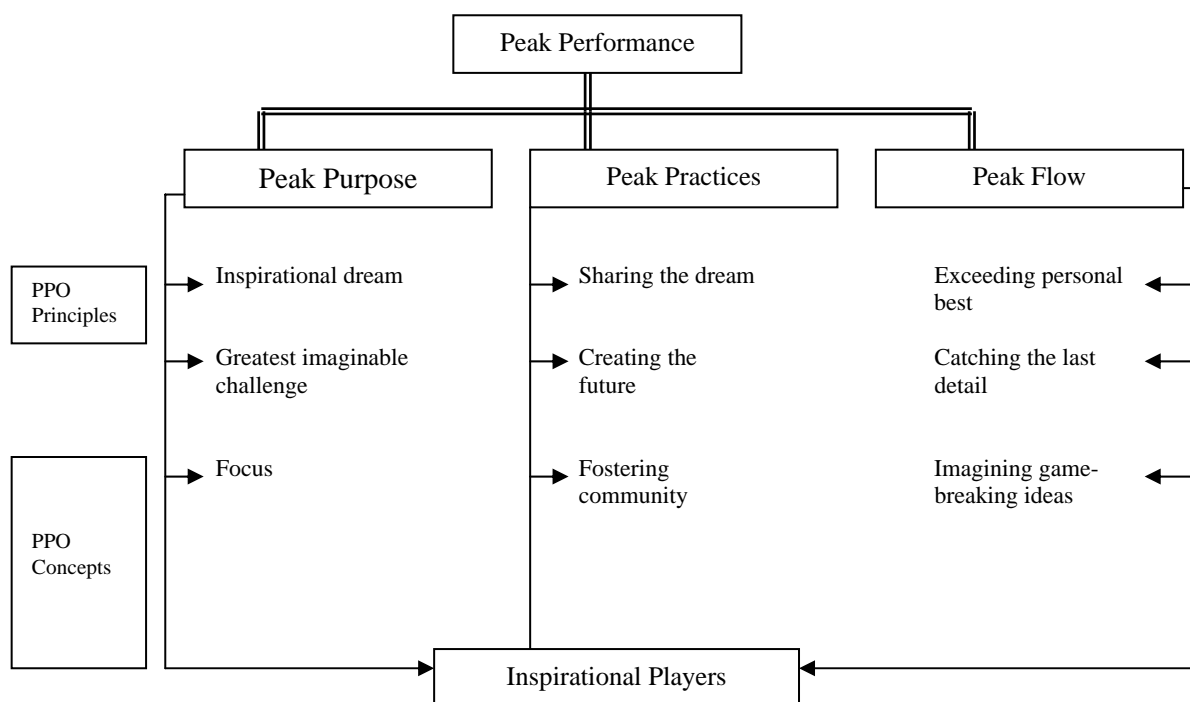 Peak Performance
Peak Purpose
Peak Practices
Peak Flow
PPO
Principles
Inspirational dream
Sharing the dream
Exceeding personal
best
Greatest imaginable
challenge
Creating the
future
Catching the last
detail
PPO
Concepts
Focus
Fostering
community
Imagining game-
breaking ideas
Inspirational Players